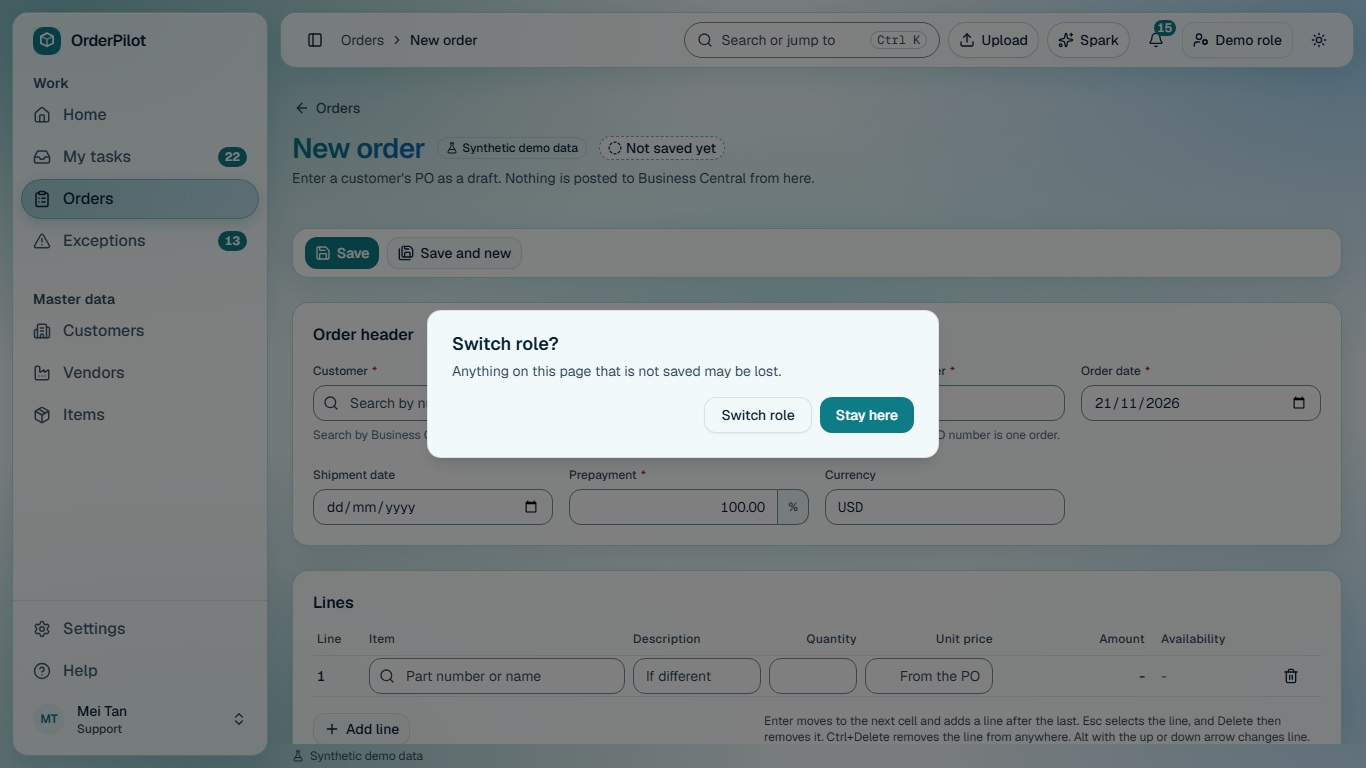 OrderPilot
Work
Home
My tasks 22
Orders
Exceptions 13
Master data
Customers
Vendors
Items
Settings
Help
MT Mei Tan
Support
Orders > New order
Search or jump to Ctrl K
Upload
Spark
15
Demo role
Orders
New order
Synthetic demo data
Not saved yet
Enter a customer's PO as a draft. Nothing is posted to Business Central from here.
Save
Save and new
Order header
Customer *
Search by
Search by Business
*
number is one order.
Order date *
21/11/2026
Switch role?
Anything on this page that is not saved may be lost.
Switch role
Stay here
Shipment date
dd/mm/yyyy
Prepayment *
100.00 %
Currency
USD
Lines
Line Item Description Quantity Unit price Amount Availability
1 Part number or name If different From the PO - -
Add line
Enter moves to the next cell and adds a line after the last. Esc selects the line, and Delete then
removes it. Ctrl+Delete removes the line from anywhere. Alt with the up or down arrow changes line.
Synthetic demo data